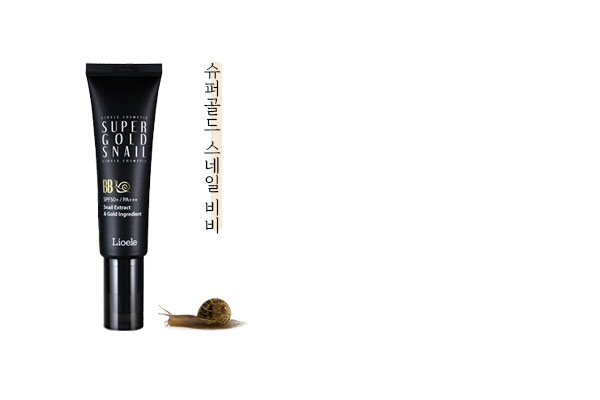 LIOELE COSMETIC
SUPER
GOLD
SNAIL
LIOELE COSMETIC
BB
SPF50+ / PA+++
Snail Extract
& Gold Ingredient
Lioele
슈퍼골드 스네일 비비